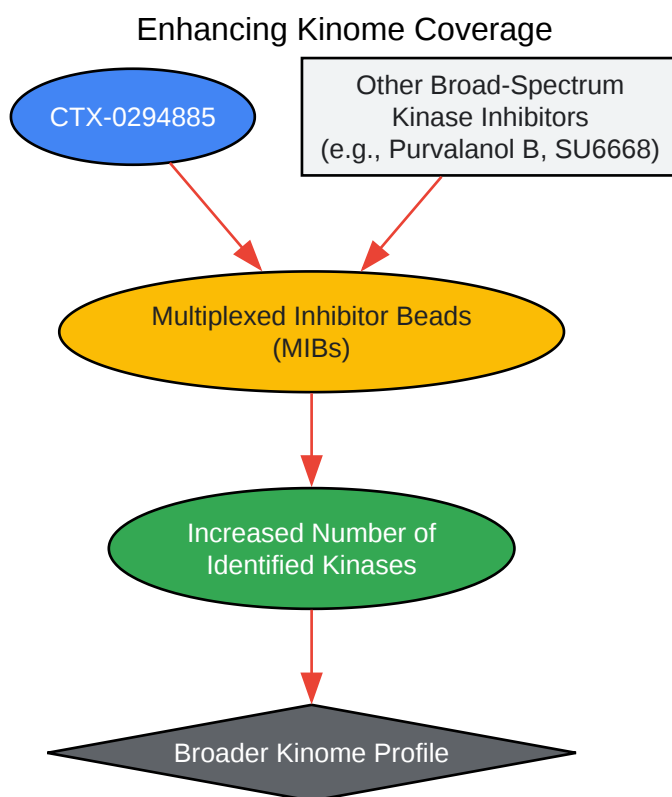 Enhancing Kinome Coverage
CTX-0294885
Other Broad-Spectrum
Kinase Inhibitors
(e.g., Purvalanol B, SU6668)
Multiplexed Inhibitor Beads
(MIBs)
Increased Number of
Identified Kinases
Broader Kinome Profile